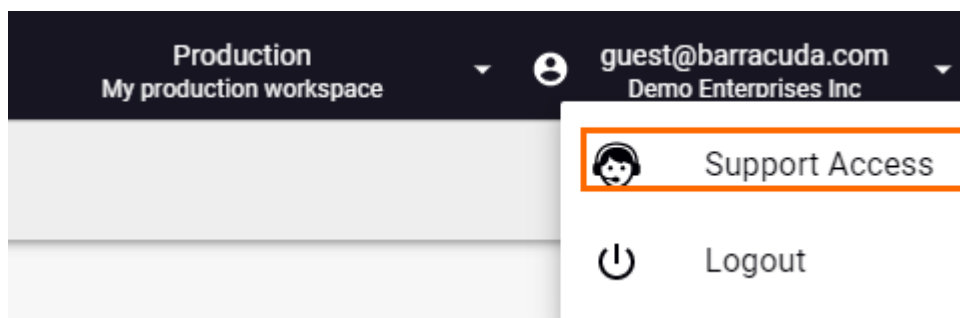 Production
My production workspace
guest@barracuda.com
Demo Enterprises Inc
Support Access
Logout